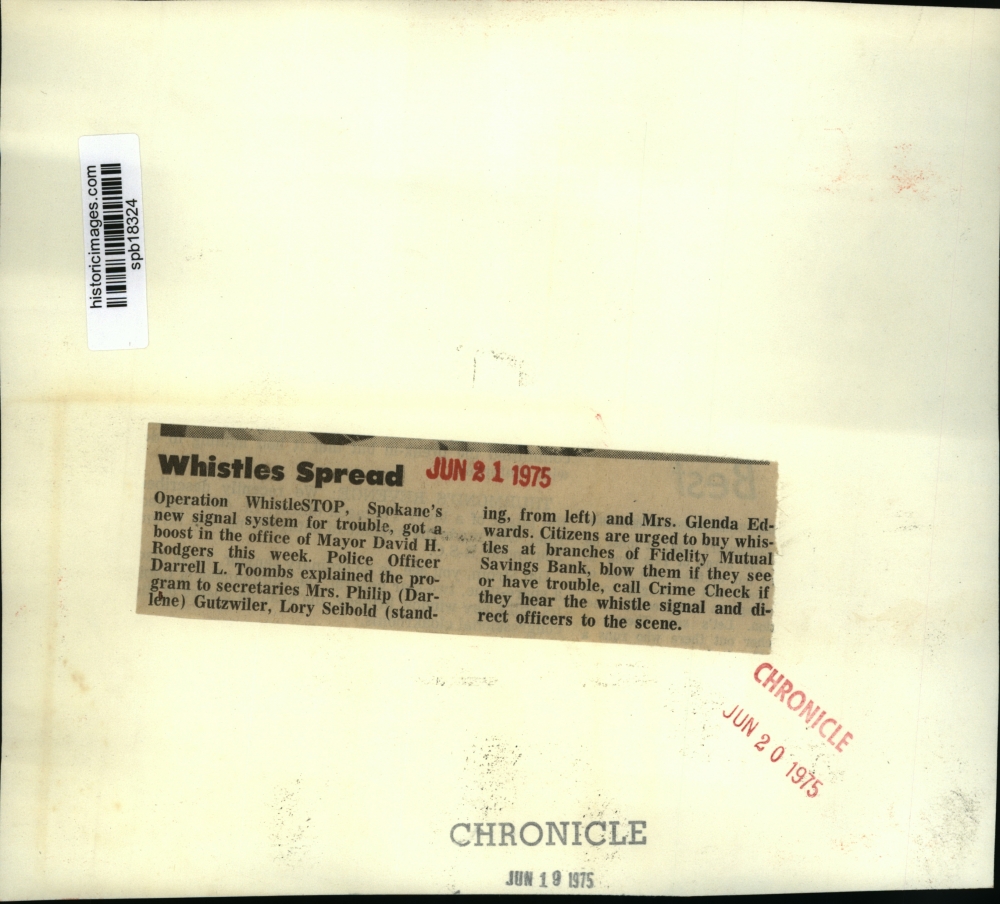 historicimages.com
spb18324
Whistles Spread JUN 21 1975
Operation WhistleSTOP, Spokane's
new signal system for trouble, got a
boost in the office of Mayor David H.
Rodgers this week. Police Officer
Darrell L. Toombs explained the pro-
gram to secretaries Mrs. Philip (Dar-
lene) Gutzwiler, Lory Seibold (stand-
ing, from left) and Mrs. Glenda Ed-
wards. Citizens are urged to buy whis-
tles at branches of Fidelity Mutual
Savings Bank, blow them if they see
or have trouble, call Crime Check if
they hear the whistle signal and di-
rect officers to the scene.
CHRONICLE
JUN 20 1975
CHRONICLE
JUN 19 1975